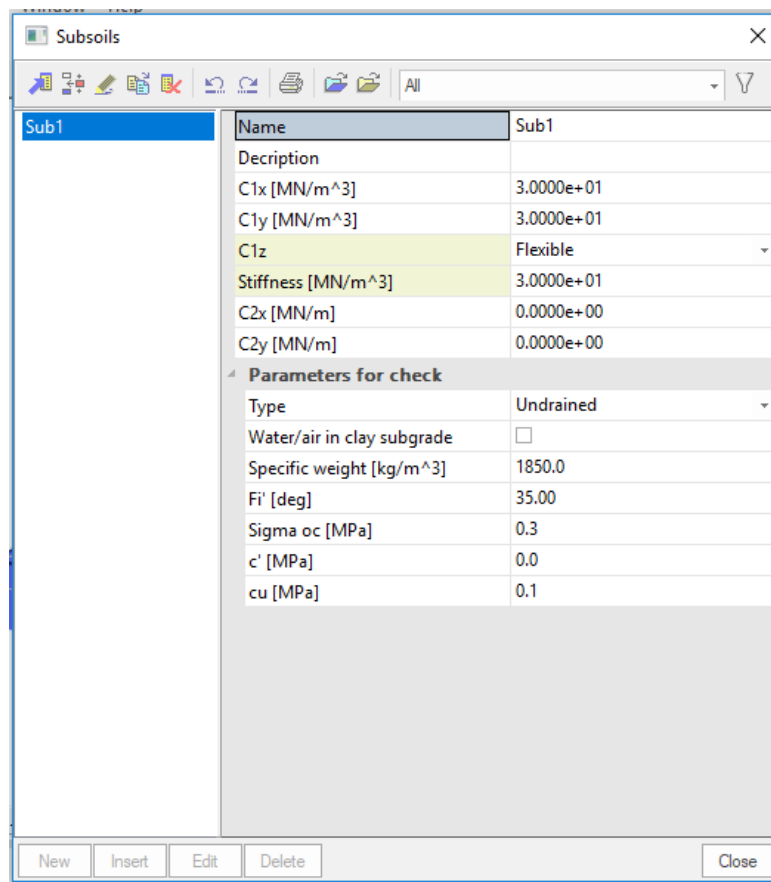 Window Help
Subsoils
All
Sub1
Name Sub1
Decription
C1x [MN/m^3] 3.0000e+01
C1y [MN/m^3] 3.0000e+01
C1z Flexible
Stiffness [MN/m^3] 3.0000e+01
C2x [MN/m] 0.0000e+00
C2y [MN/m] 0.0000e+00
Parameters for check
Type Undrained
Water/air in clay subgrade
Specific weight [kg/m^3] 1850.0
Fi' [deg] 35.00
Sigma oc [MPa] 0.3
c' [MPa] 0.0
cu [MPa] 0.1
New Insert Edit Delete Close